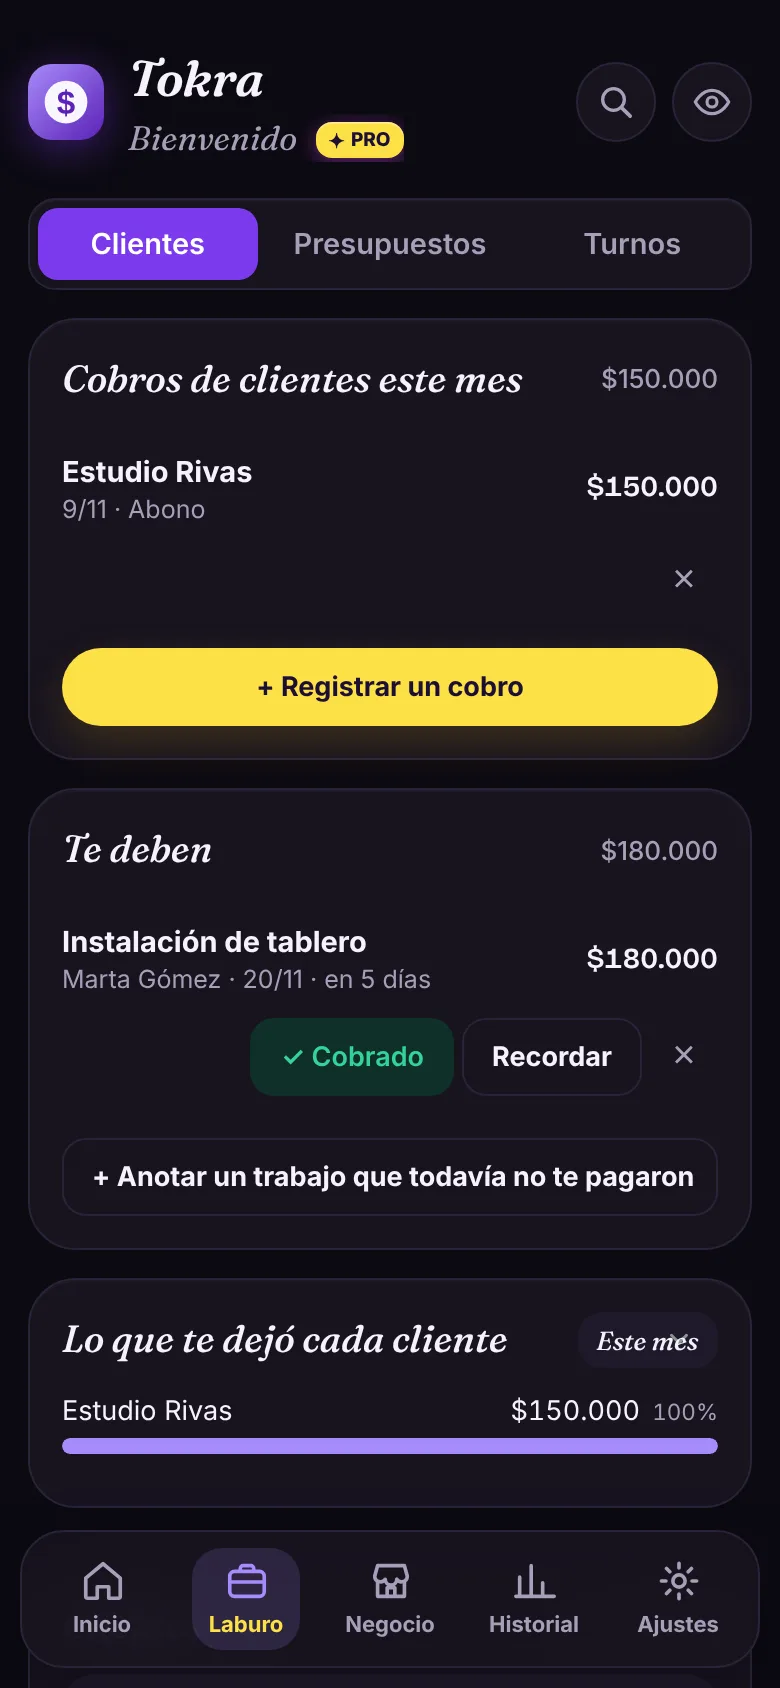 $
Tokra
Bienvenido
✦ PRO
Clientes
Presupuestos
Turnos
Cobros de clientes este mes
$150.000
Estudio Rivas
$150.000
9/11 · Abono
×
+ Registrar un cobro
Te deben
$180.000
Instalación de tablero
$180.000
Marta Gómez · 20/11 · en 5 días
✓ Cobrado
Recordar
×
+ Anotar un trabajo que todavía no te pagaron
Lo que te dejó cada cliente
Este mes
Estudio Rivas
$150.000 100%
Inicio
Laburo
Negocio
Historial
Ajustes